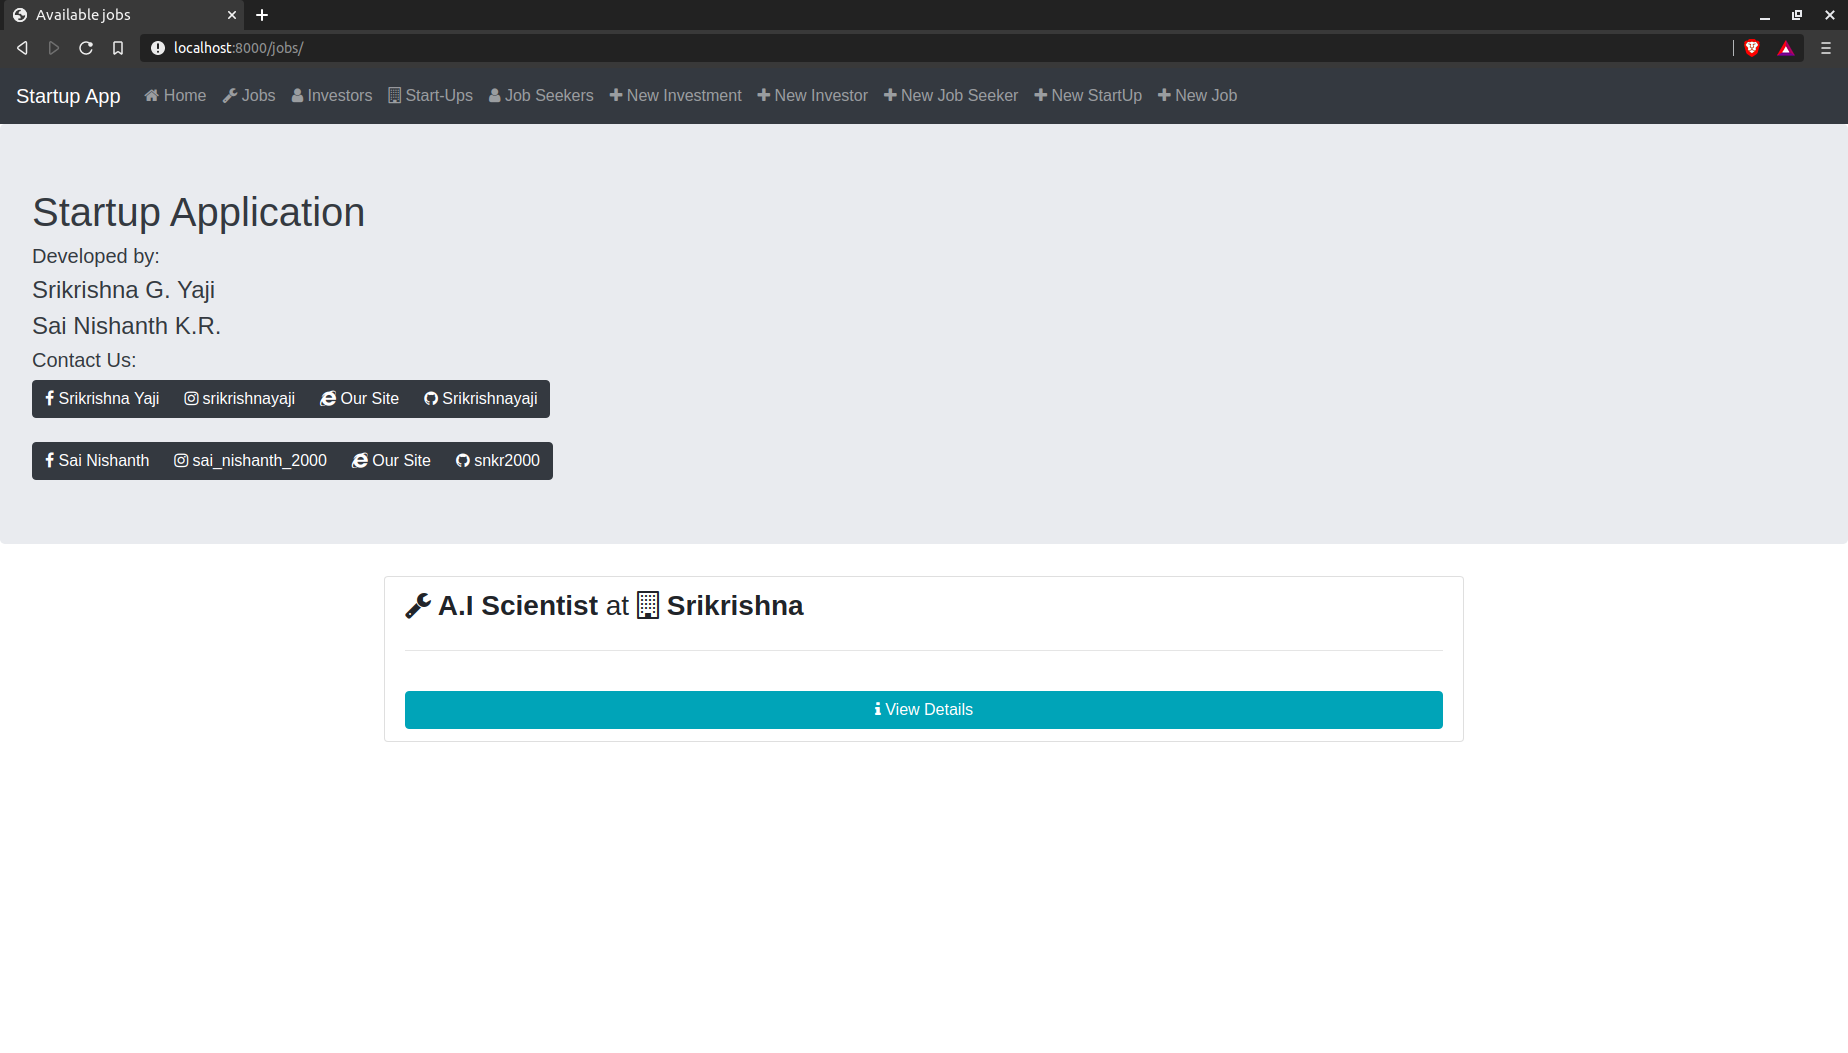 Available jobs
localhost:8000/jobs/
Startup App Home Jobs Investors Start-Ups Job Seekers New Investment New Investor New Job Seeker New StartUp New Job
Startup Application
Developed by:
Srikrishna G. Yaji
Sai Nishanth K.R.
Contact Us:
Srikrishna Yaji srikrishnayaji Our Site Srikrishnayaji
Sai Nishanth sai_nishanth_2000 Our Site snkr2000
A.I Scientist at Srikrishna
View Details